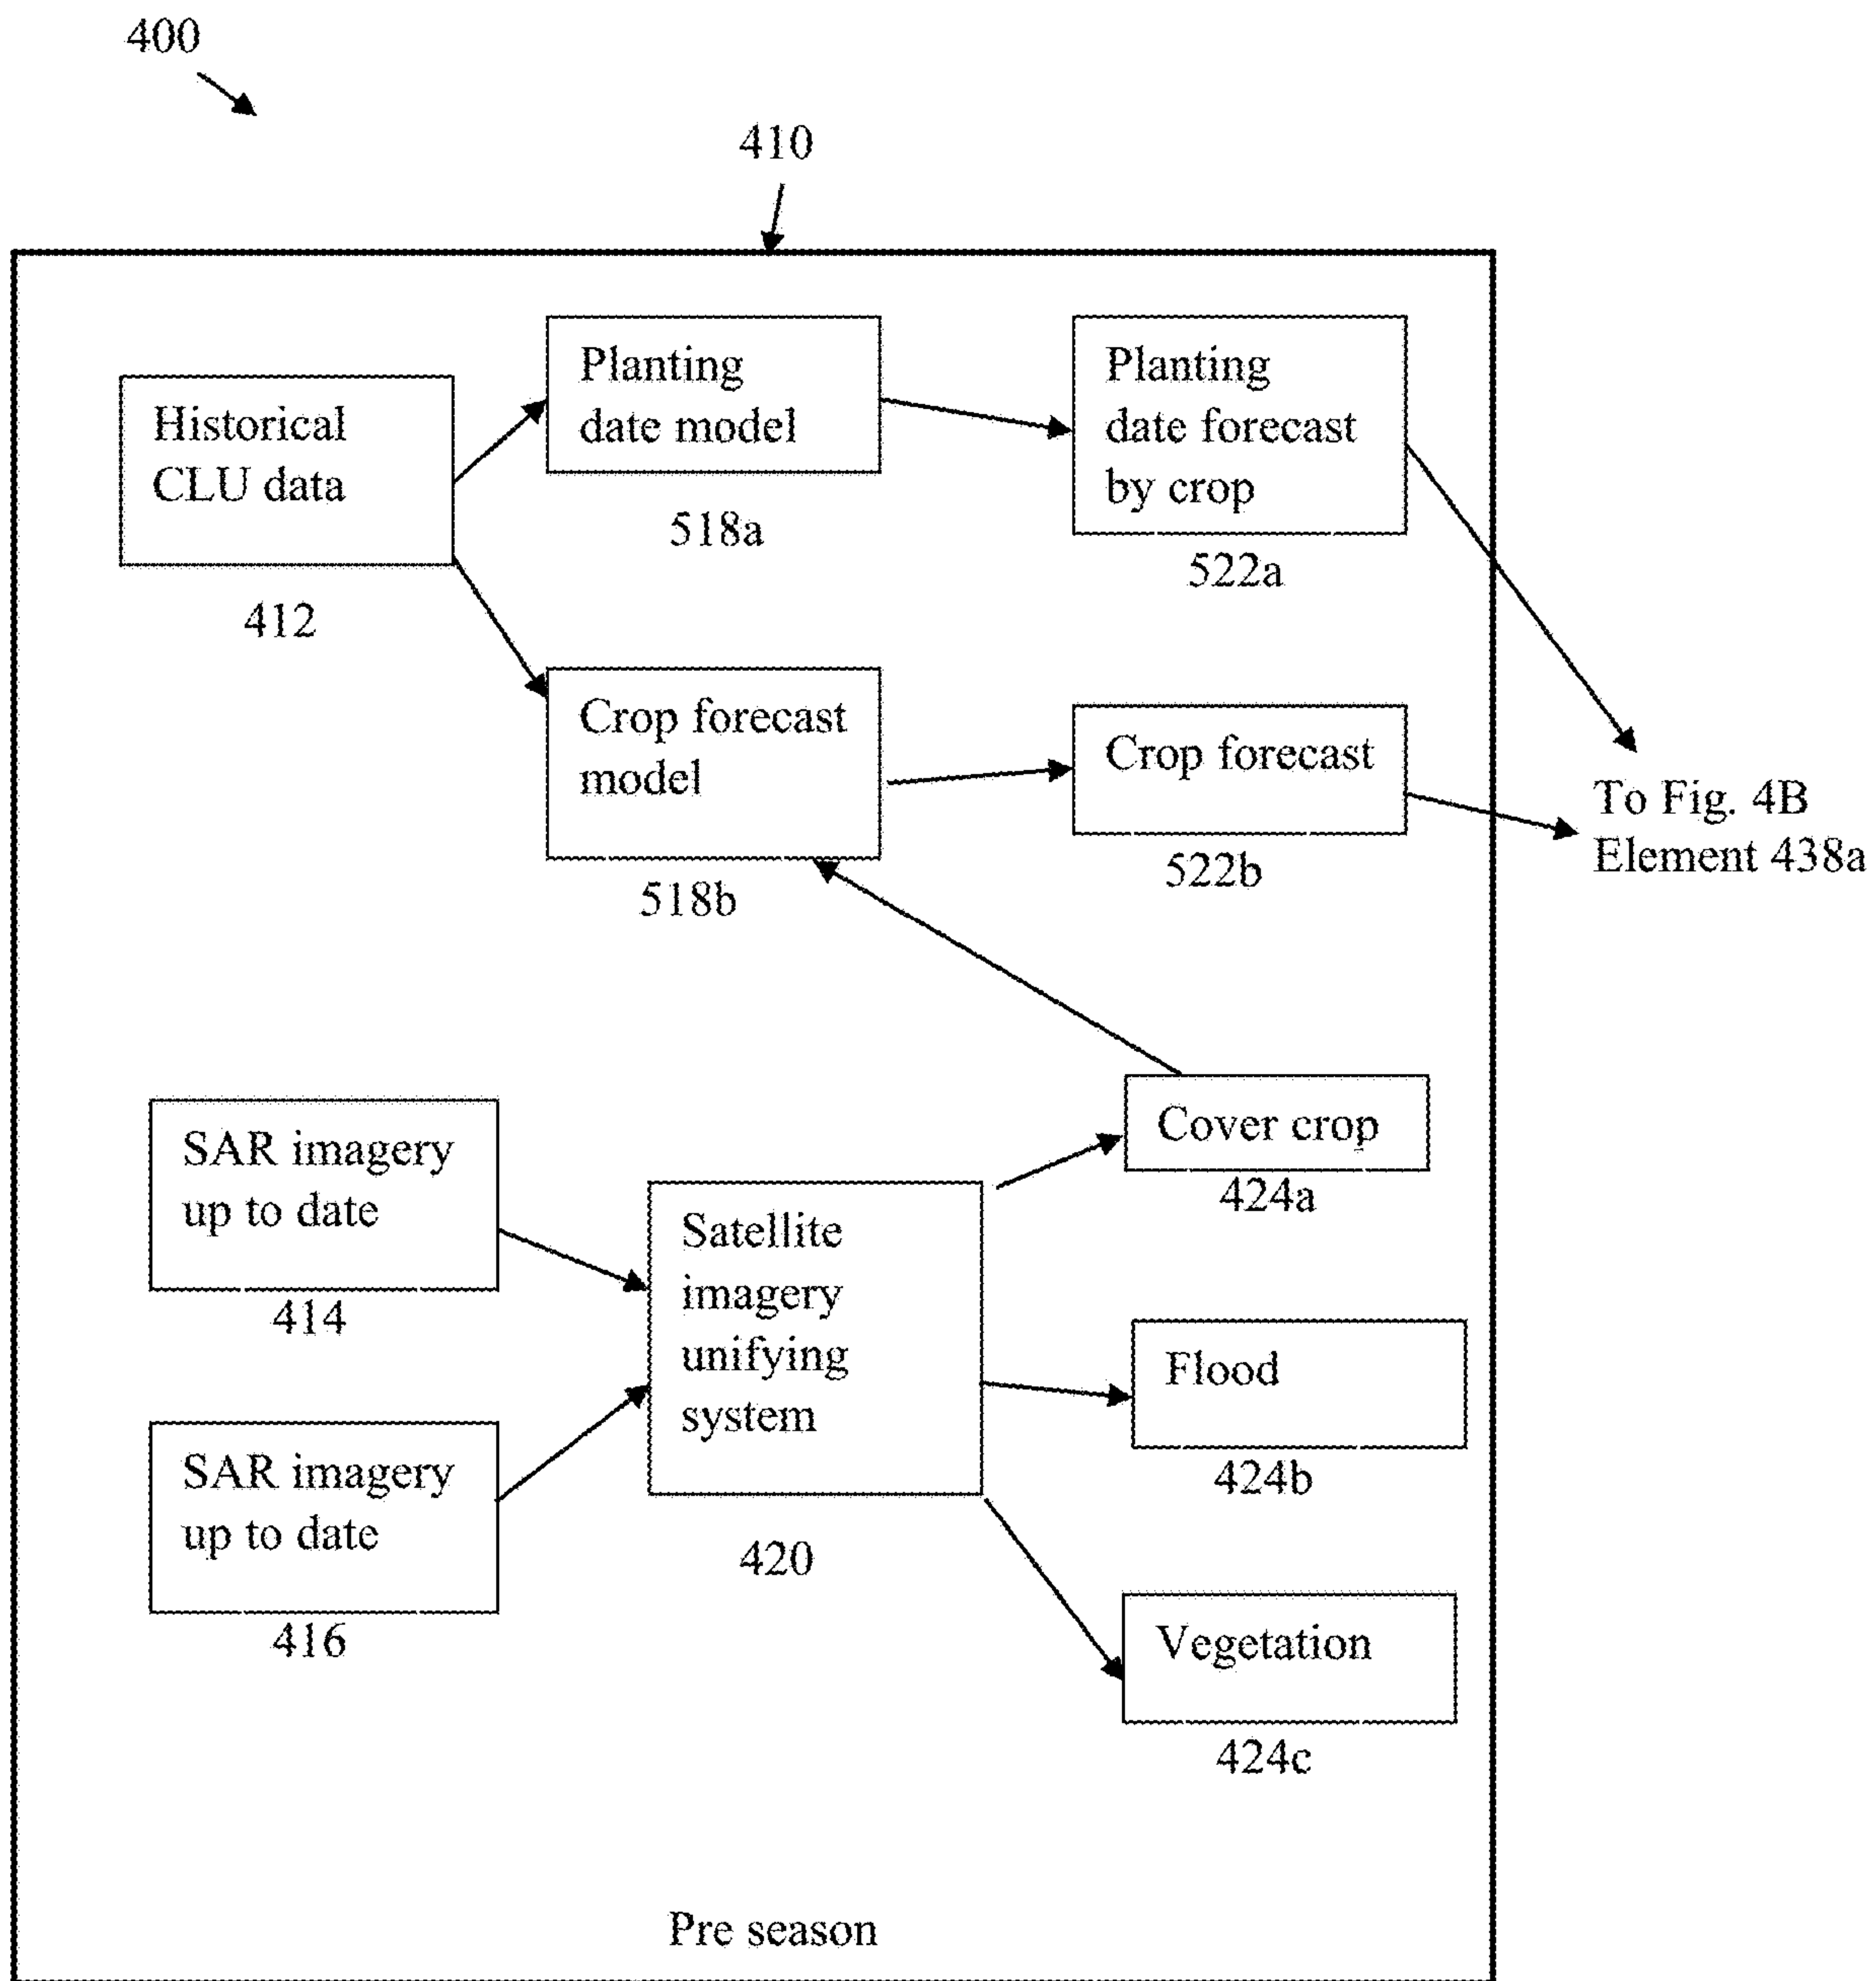 400
410
Historical
CLU data
412
Planting
date model
518a
Planting
date forecast
by crop
522a
Crop forecast
model
518b
Crop forecast
522b
To Fig. 4B
Element 438a
SAR imagery
up to date
414
SAR imagery
up to date
416
Satellite
imagery
unifying
system
420
Cover crop
424a
Flood
424b
Vegetation
424c
Pre season